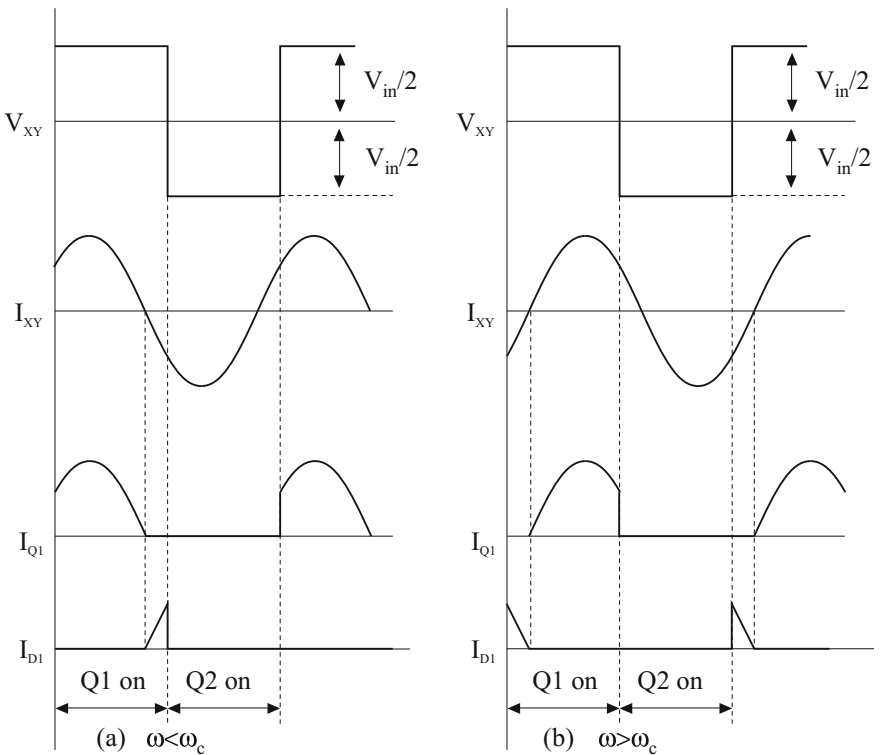 V_in/2
V_XY
V_in/2
I_XY
I_Q1
I_D1
Q1 on Q2 on
(a) ω<ω_c
V_in/2
V_XY
V_in/2
I_XY
I_Q1
I_D1
Q1 on Q2 on
(b) ω>ω_c